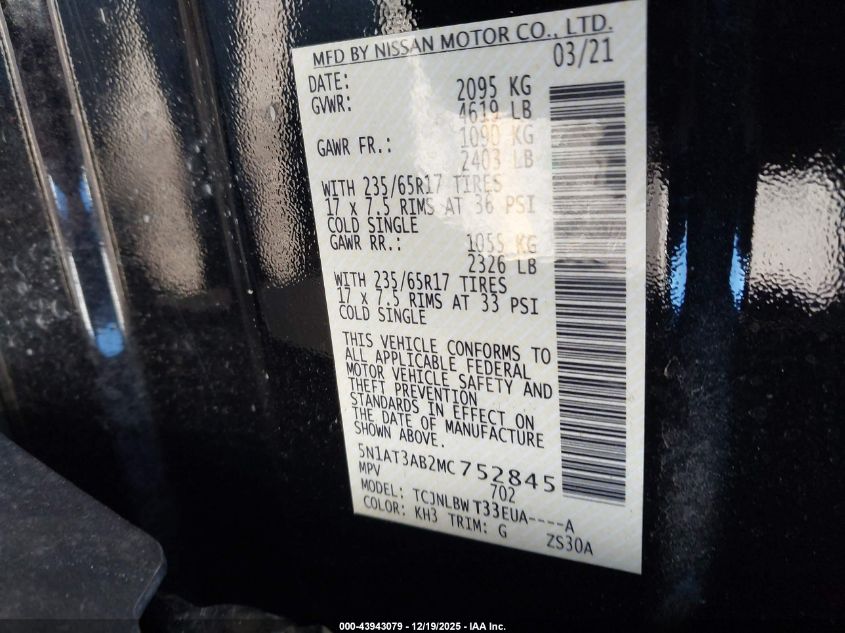 MFD BY NISSAN MOTOR CO., LTD.
DATE: 03/21
GVWR: 2095 KG
4619 LB
GAWR FR.: 1090 KG
2403 LB
WITH 235/65R17 TIRES
17 x 7.5 RIMS AT 36 PSI
COLD SINGLE
GAWR RR.: 1055 KG
2326 LB
WITH 235/65R17 TIRES
17 x 7.5 RIMS AT 33 PSI
COLD SINGLE
THIS VEHICLE CONFORMS TO
ALL APPLICABLE FEDERAL
MOTOR VEHICLE SAFETY AND
THEFT PREVENTION
STANDARDS IN EFFECT ON
THE DATE OF MANUFACTURE
SHOWN ABOVE.
5N1AT3AB2MC752845
MPV 702
MODEL: TCJNLBW T33EUA----A
COLOR: KH3 TRIM: G ZS30A
000-43943079 - 12/19/2025 - IAA Inc.